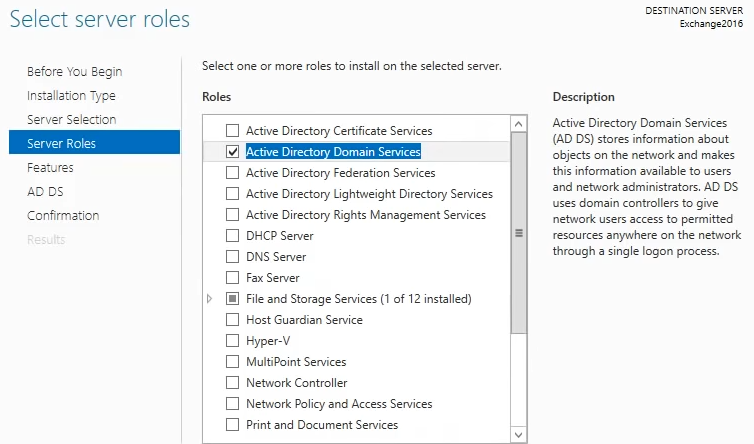 Select server roles
DESTINATION SERVER
Exchange2016
Before You Begin
Installation Type
Server Selection
Server Roles
Features
AD DS
Confirmation
Results
Select one or more roles to install on the selected server.
Roles
Active Directory Certificate Services
Active Directory Domain Services
Active Directory Federation Services
Active Directory Lightweight Directory Services
Active Directory Rights Management Services
DHCP Server
DNS Server
Fax Server
File and Storage Services (1 of 12 installed)
Host Guardian Service
Hyper-V
MultiPoint Services
Network Controller
Network Policy and Access Services
Print and Document Services
Description
Active Directory Domain Services
(AD DS) stores information about
objects on the network and makes
this information available to users
and network administrators. AD DS
uses domain controllers to give
network users access to permitted
resources anywhere on the network
through a single logon process.